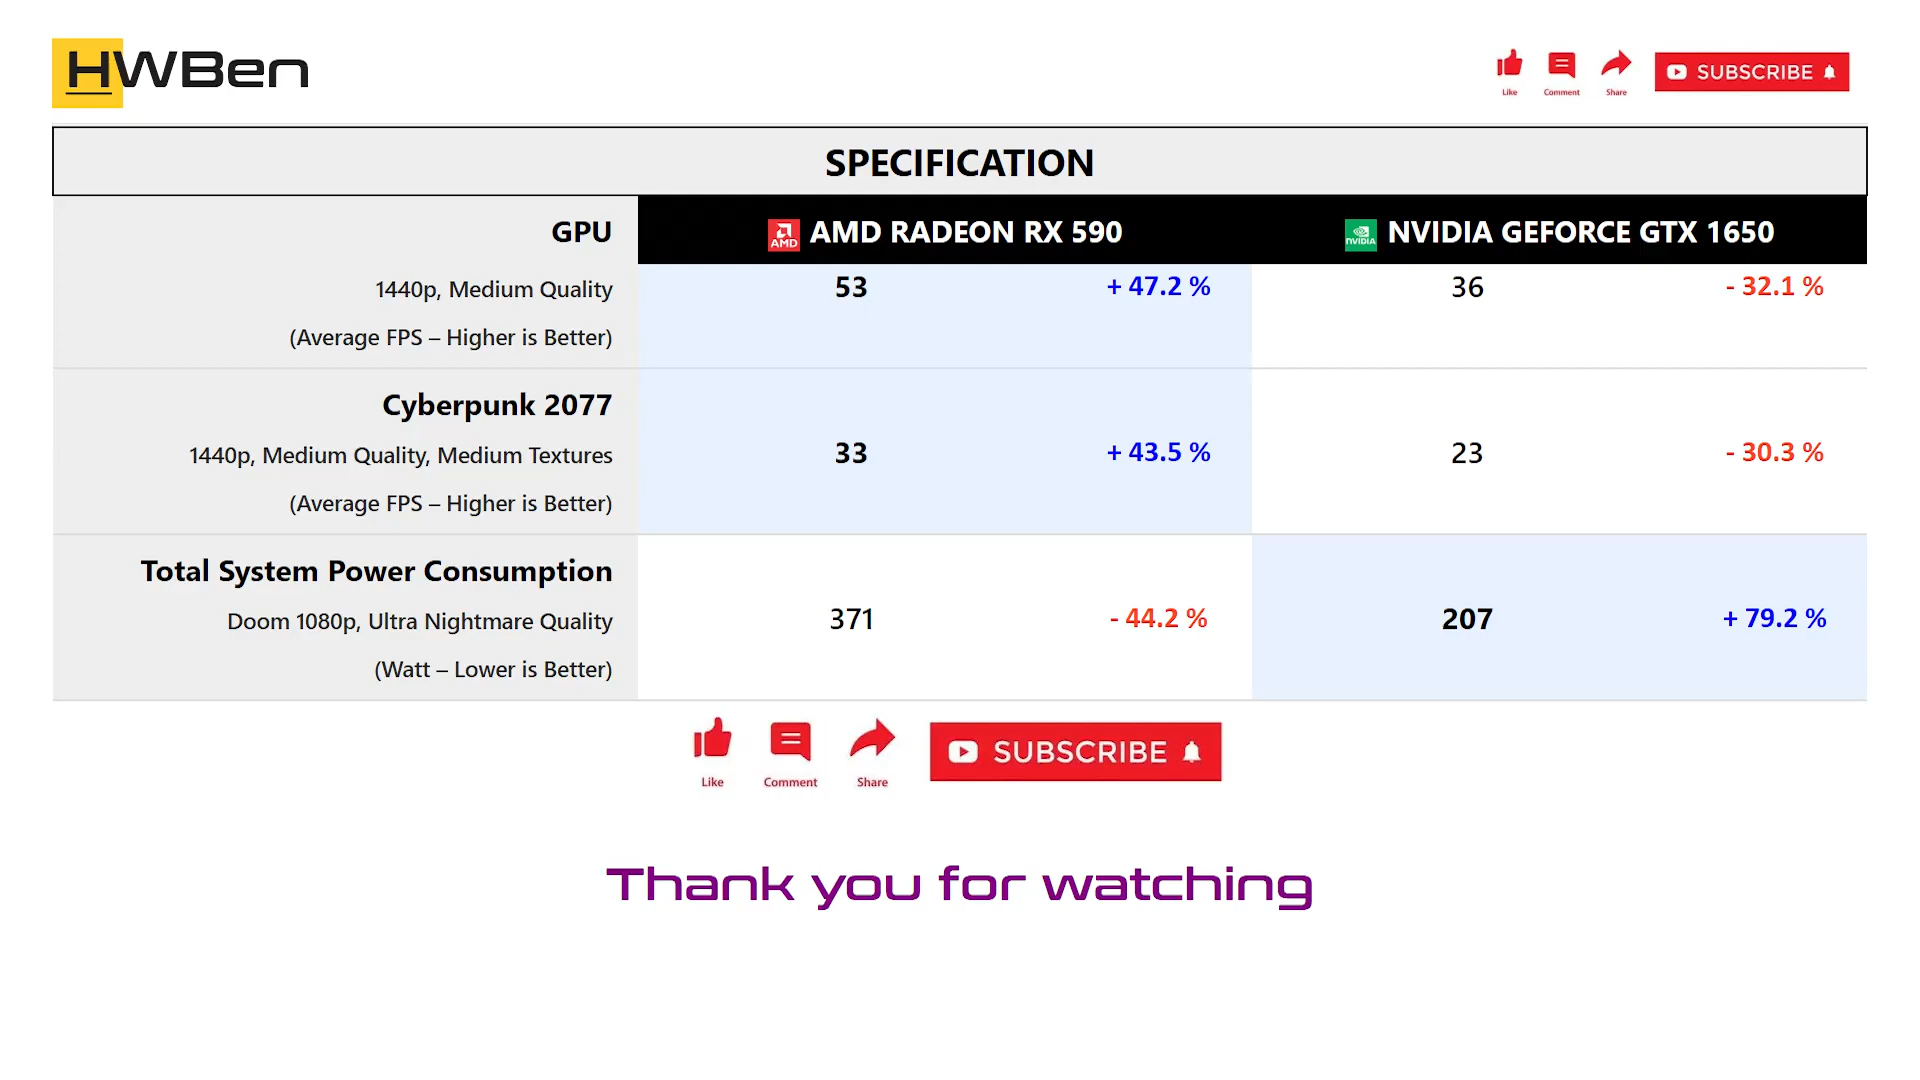 HWBen
Like Comment Share SUBSCRIBE
SPECIFICATION
GPU AMD AMD RADEON RX 590 NVIDIA NVIDIA GEFORCE GTX 1650
1440p, Medium Quality 53 + 47.2 % 36 - 32.1 %
(Average FPS – Higher is Better)
Cyberpunk 2077
1440p, Medium Quality, Medium Textures 33 + 43.5 % 23 - 30.3 %
(Average FPS – Higher is Better)
Total System Power Consumption
Doom 1080p, Ultra Nightmare Quality 371 - 44.2 % 207 + 79.2 %
(Watt – Lower is Better)
Like Comment Share SUBSCRIBE
Thank you for watching